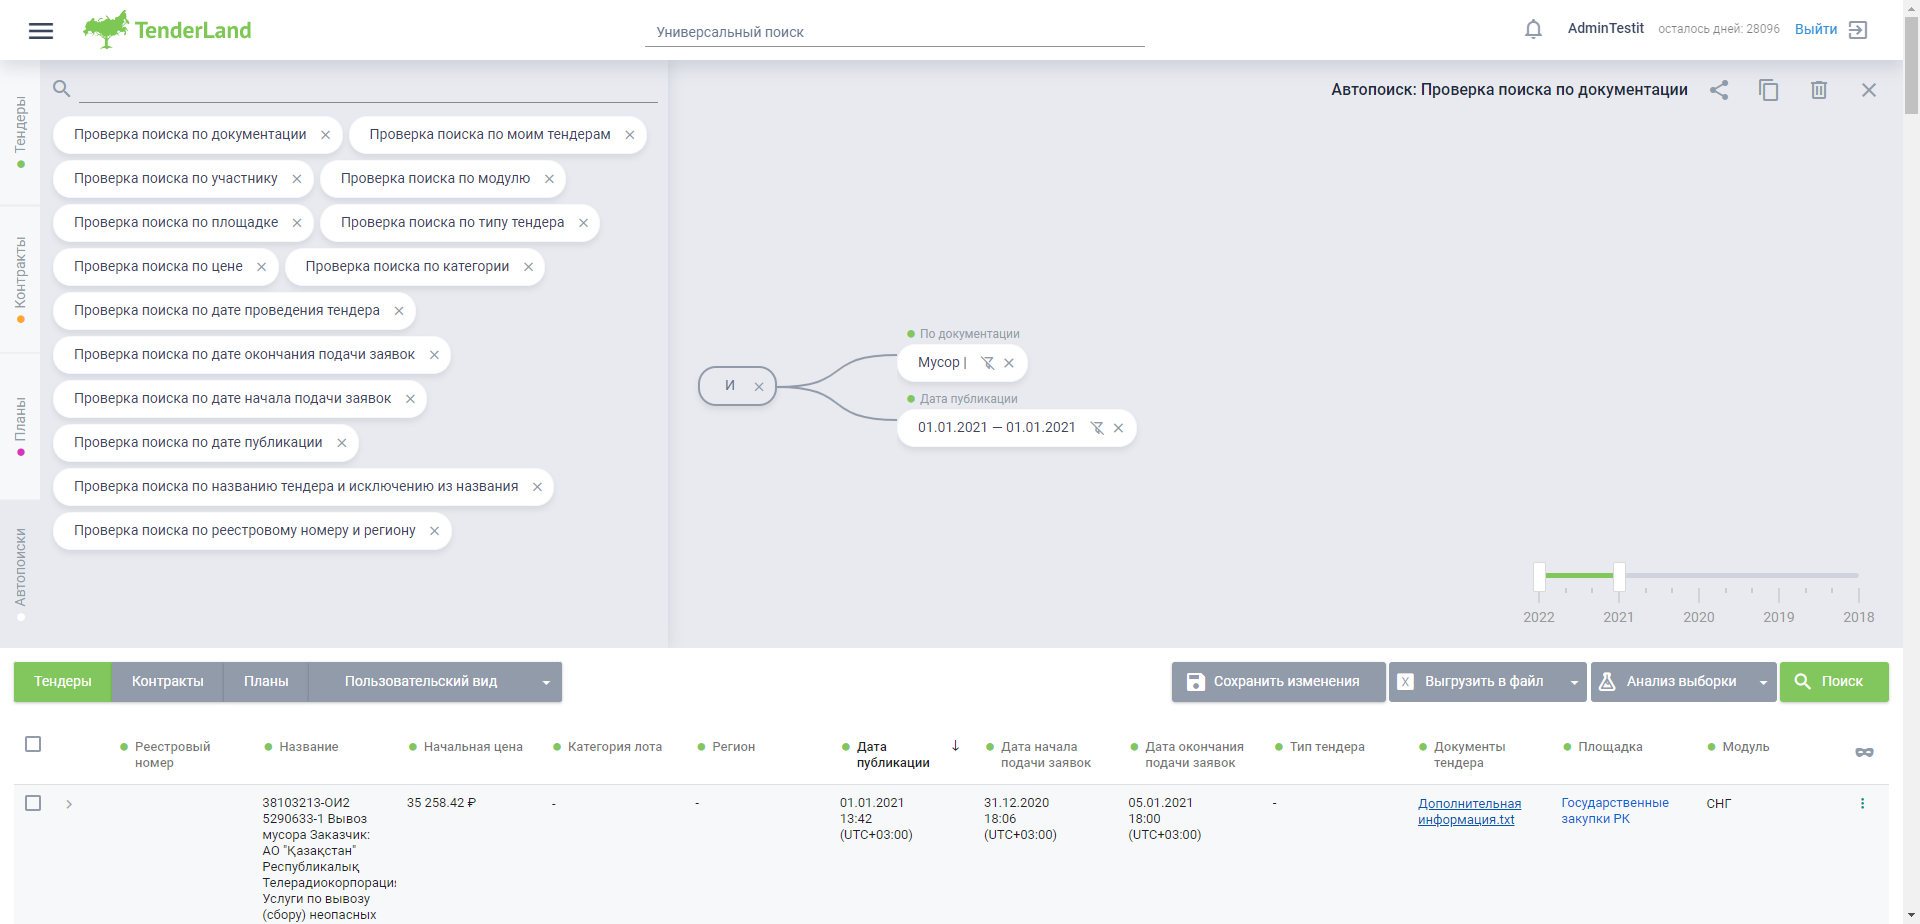 TenderLand
Универсальный поиск
AdminTestit
осталось дней: 28096
Выйти
Тендеры
Контракты
Планы
Автопоиски
Проверка поиска по документации
Проверка поиска по моим тендерам
Проверка поиска по участнику
Проверка поиска по модулю
Проверка поиска по площадке
Проверка поиска по типу тендера
Проверка поиска по цене
Проверка поиска по категории
Проверка поиска по дате проведения тендера
Проверка поиска по дате окончания подачи заявок
Проверка поиска по дате начала подачи заявок
Проверка поиска по дате публикации
Проверка поиска по названию тендера и исключению из названия
Проверка поиска по реестровому номеру и региону
Автопоиск: Проверка поиска по документации
И
По документации
Мусор |
Дата публикации
01.01.2021 — 01.01.2021
2022 2021 2020 2019 2018
Тендеры
Контракты
Планы
Пользовательский вид
Сохранить изменения
X Выгрузить в файл
Анализ выборки
Поиск
Реестровый
номер
Название
Начальная цена
Категория лота
Регион
Дата
публикации
Дата начала
подачи заявок
Дата окончания
подачи заявок
Тип тендера
Документы
тендера
Площадка
Модуль
38103213-ОИ2
5290633-1 Вывоз
мусора Заказчик:
АО "Қазақстан"
Республикалық
Телерадиокорпораци
Услуги по вывозу
(сбору) неопасных
35 258.42 ₽
-
-
01.01.2021
13:42
(UTC+03:00)
31.12.2020
18:06
(UTC+03:00)
05.01.2021
18:00
(UTC+03:00)
-
Дополнительная
информация.txt
Государственные
закупки РК
СНГ